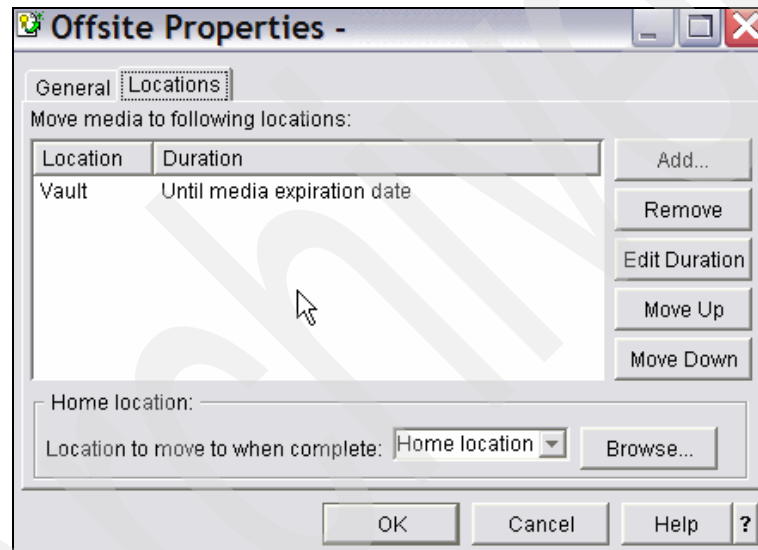 Offsite Properties -
General Locations
Move media to following locations:
Location Duration
Vault Until media expiration date
Add...
Remove
Edit Duration
Move Up
Move Down
Home location:
Location to move to when complete: Home location Browse...
OK Cancel Help ?